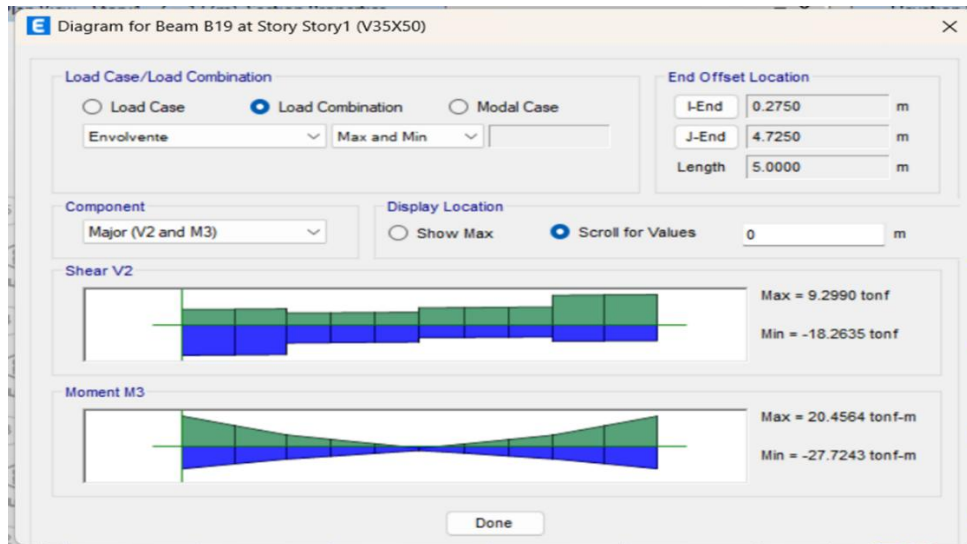 E Diagram for Beam B19 at Story Story1 (V35X50)
Load Case/Load Combination
Load Case Load Combination Modal Case
Envolvente Max and Min
End Offset Location
I-End 0.2750 m
J-End 4.7250 m
Length 5.0000 m
Component
Major (V2 and M3)
Display Location
Show Max Scroll for Values 0 m
Shear V2
Max = 9.2990 tonf
Min = -18.2635 tonf
Moment M3
Max = 20.4564 tonf-m
Min = -27.7243 tonf-m
Done